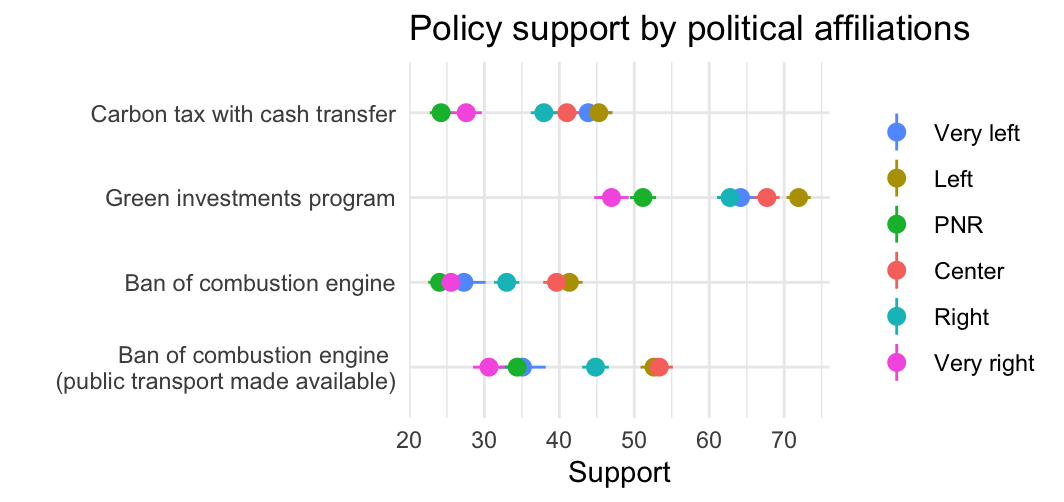 Policy support by political affiliations
Carbon tax with cash transfer
Green investments program
Ban of combustion engine
Ban of combustion engine
(public transport made available)
20 30 40 50 60 70
Support
Very left
Left
PNR
Center
Right
Very right